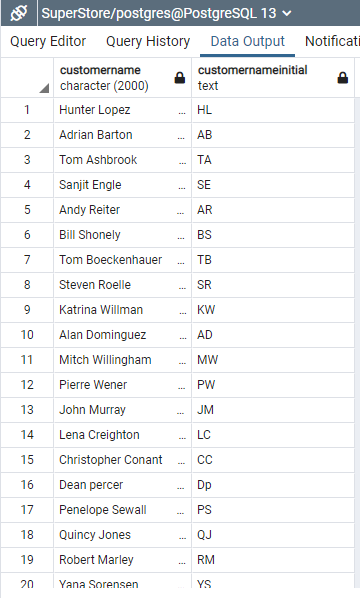 SuperStore/postgres@PostgreSQL 13
Query Editor Query History Data Output Notificati
customername customernameinitial
character (2000) text
1 Hunter Lopez ... HL
2 Adrian Barton ... AB
3 Tom Ashbrook ... TA
4 Sanjit Engle ... SE
5 Andy Reiter ... AR
6 Bill Shonely ... BS
7 Tom Boeckenhauer ... TB
8 Steven Roelle ... SR
9 Katrina Willman ... KW
10 Alan Dominguez ... AD
11 Mitch Willingham ... MW
12 Pierre Wener ... PW
13 John Murray ... JM
14 Lena Creighton ... LC
15 Christopher Conant ... CC
16 Dean percer ... Dp
17 Penelope Sewall ... PS
18 Quincy Jones ... QJ
19 Robert Marley ... RM
20 Yana Sorensen ... YS